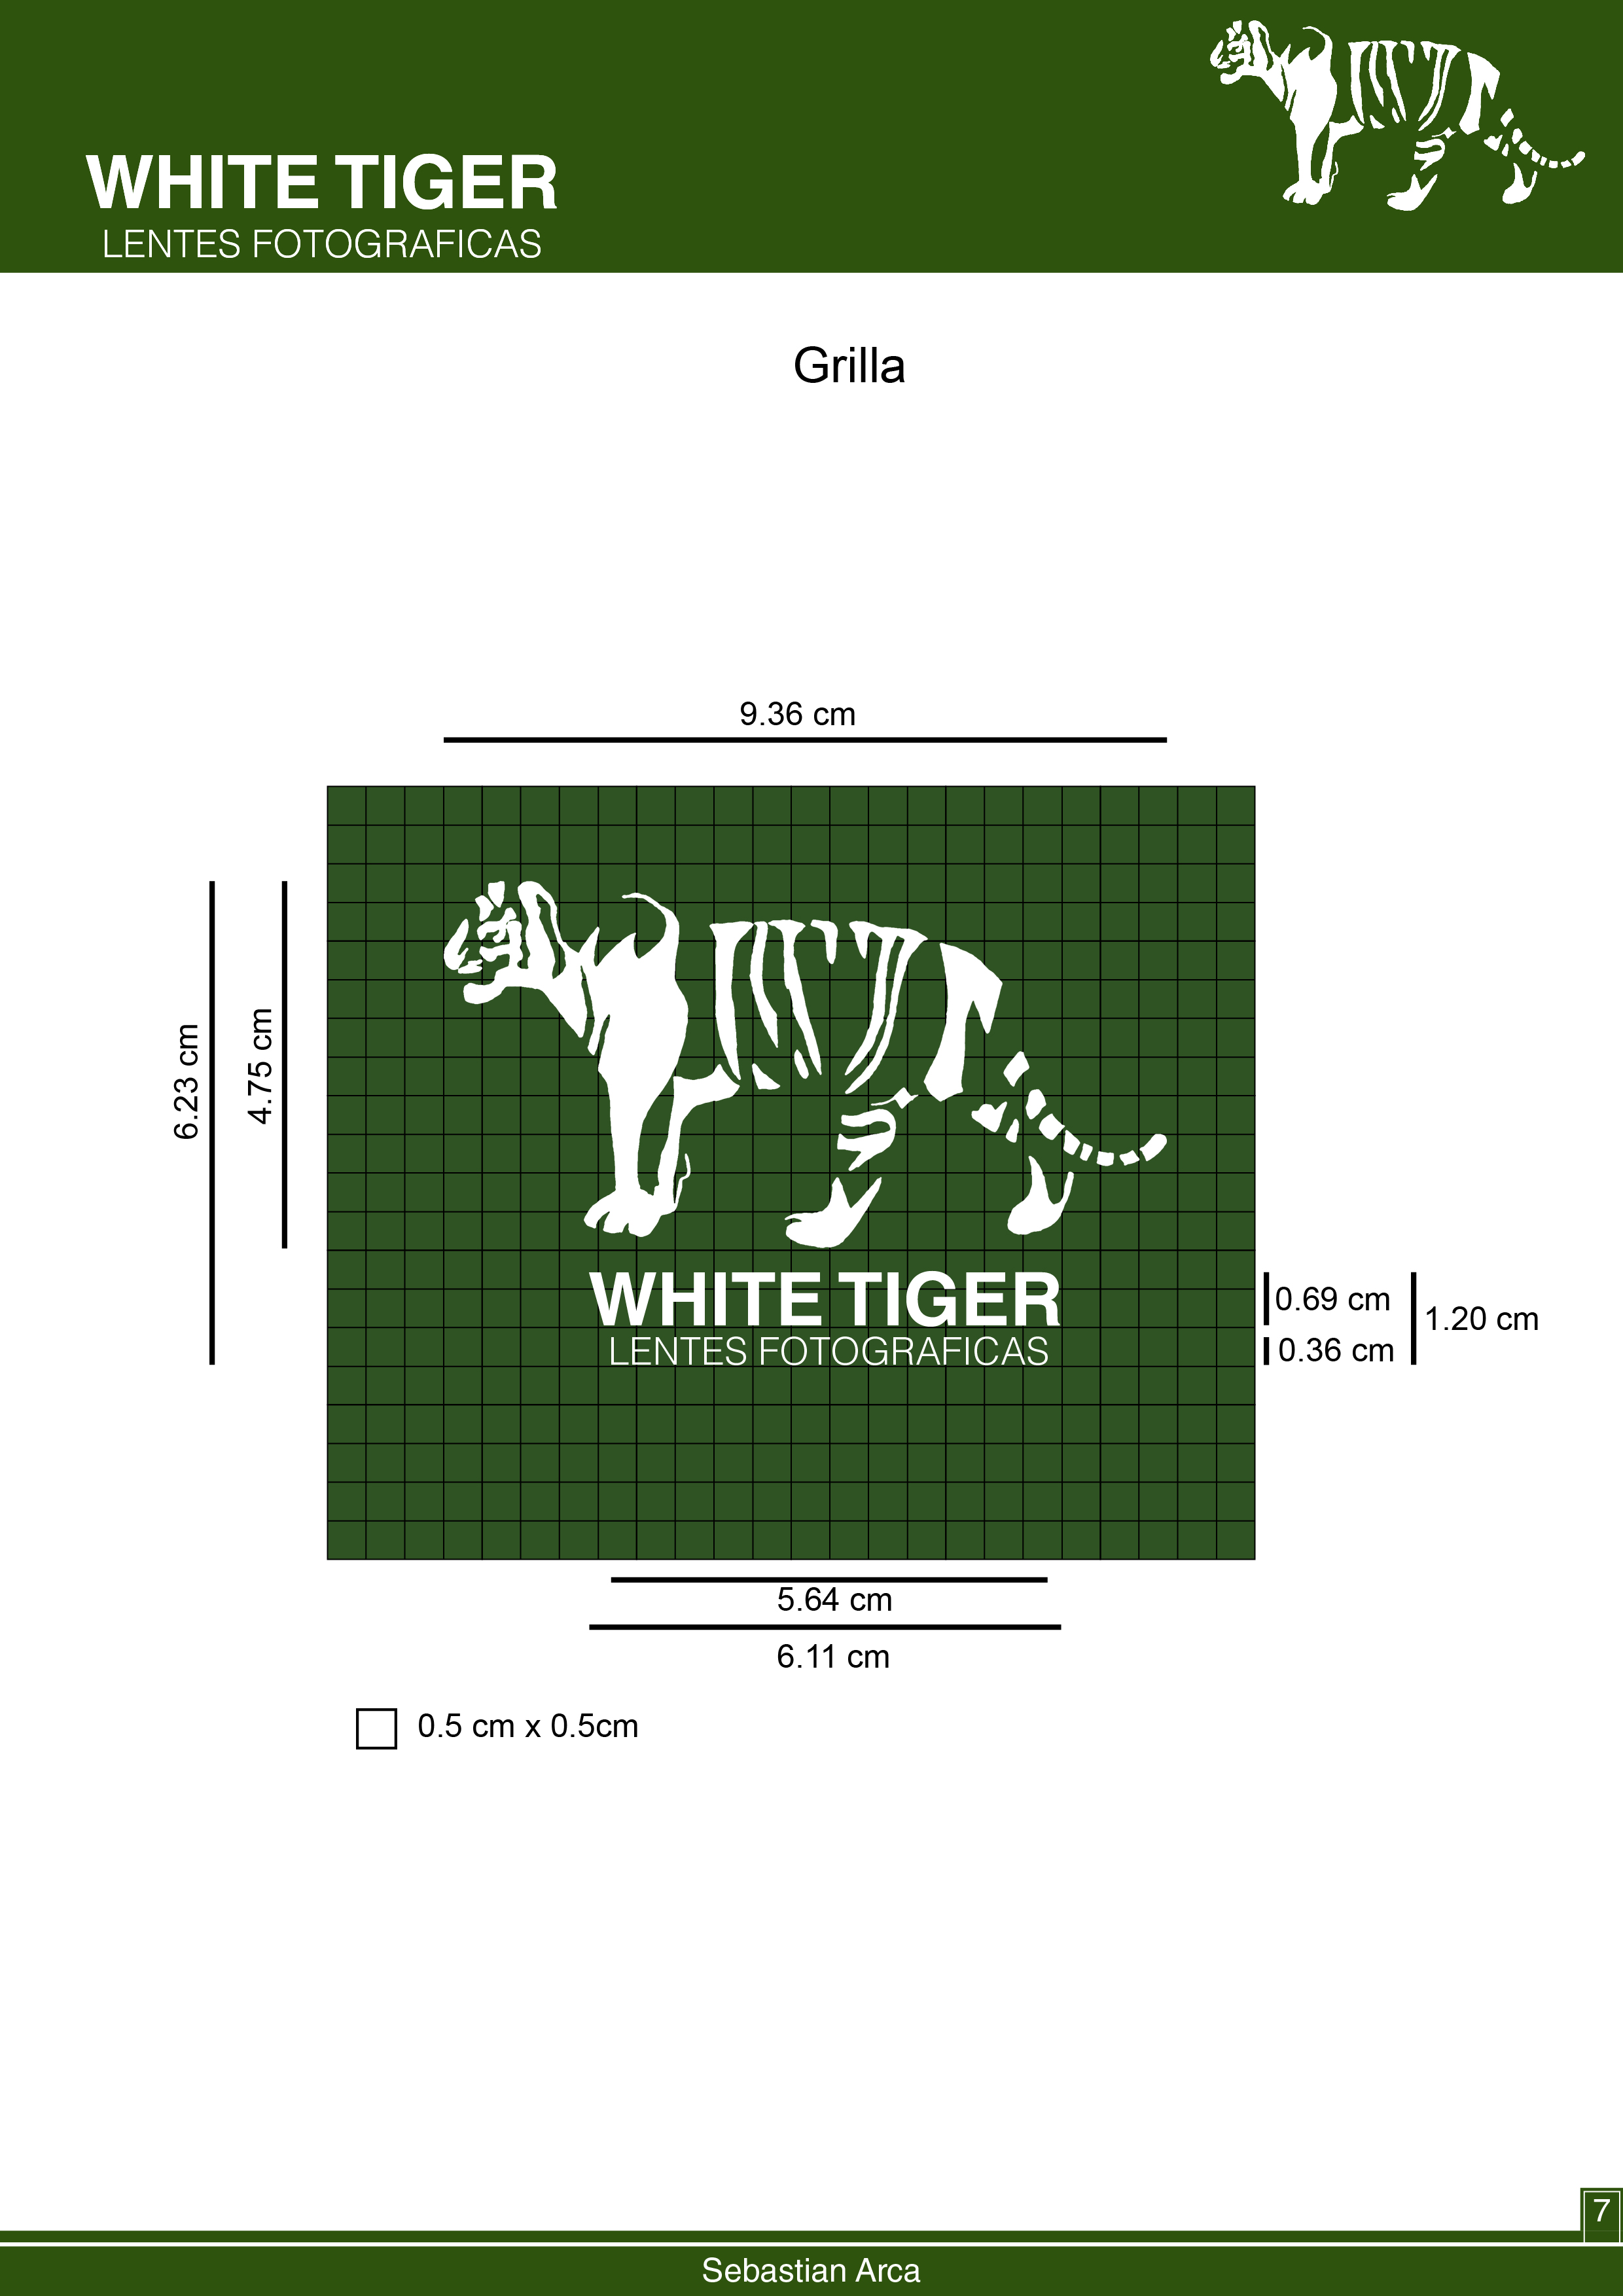 WHITE TIGER
LENTES FOTOGRAFICAS
Grilla
9.36 cm
6.23 cm
4.75 cm
WHITE TIGER
LENTES FOTOGRAFICAS
0.69 cm
0.36 cm
1.20 cm
5.64 cm
6.11 cm
0.5 cm x 0.5cm
7
Sebastian Arca